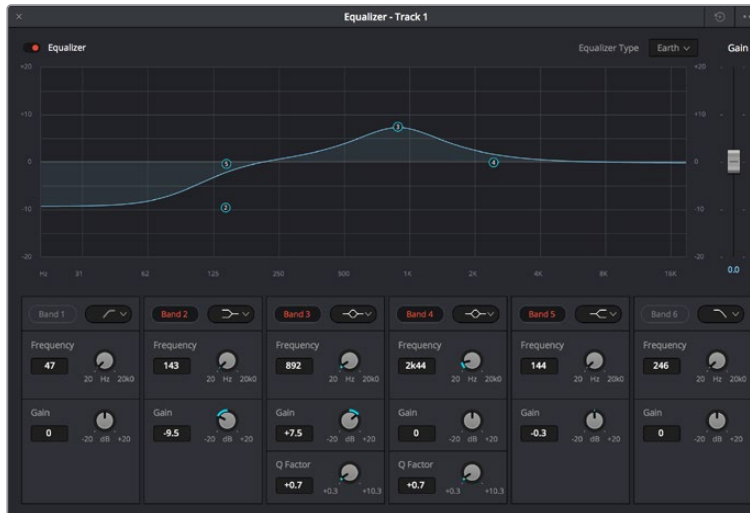 Equalizer - Track 1
Equalizer
Equalizer Type Earth Gain
+20 +20
+10 +10
0 0
-10 -10
-20 -20
Hz 31 62 125 250 500 1K 2K 4K 8K 16K
0.0
5 3 4 2
Band 1 Band 2 Band 3 Band 4 Band 5 Band 6
Frequency Frequency Frequency Frequency Frequency Frequency
47 143 892 2k44 144 246
20 Hz 20k0 20 Hz 20k0 20 Hz 20k0 20 Hz 20k0 20 Hz 20k0 20 Hz 20k0
Gain Gain Gain Gain Gain Gain
0 -9.5 +7.5 0 -0.3 0
-20 dB +20 -20 dB +20 -20 dB +20 -20 dB +20 -20 dB +20 -20 dB +20
Q Factor Q Factor
+0.7 +0.7
+0.3 +10.3 +0.3 +10.3